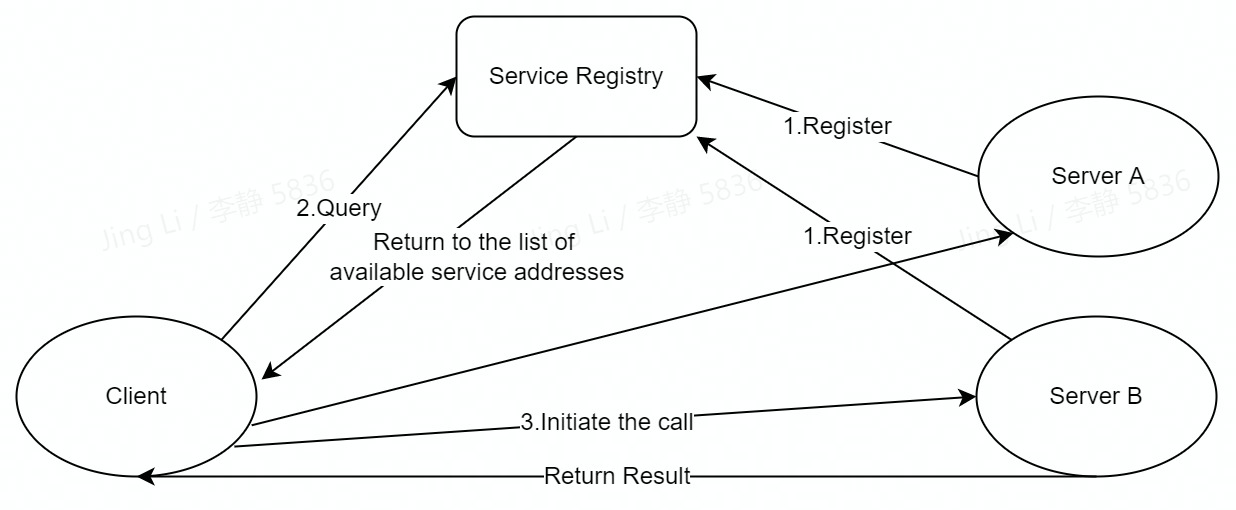 Service Registry
1.Register
Server A
2.Query
Jing Li / 李静 5836
Jing Li / 李静 5836
Jing Li / 李静 5836
1.Register
Return to the list of
available service addresses
Client
Server B
3.Initiate the call
Return Result